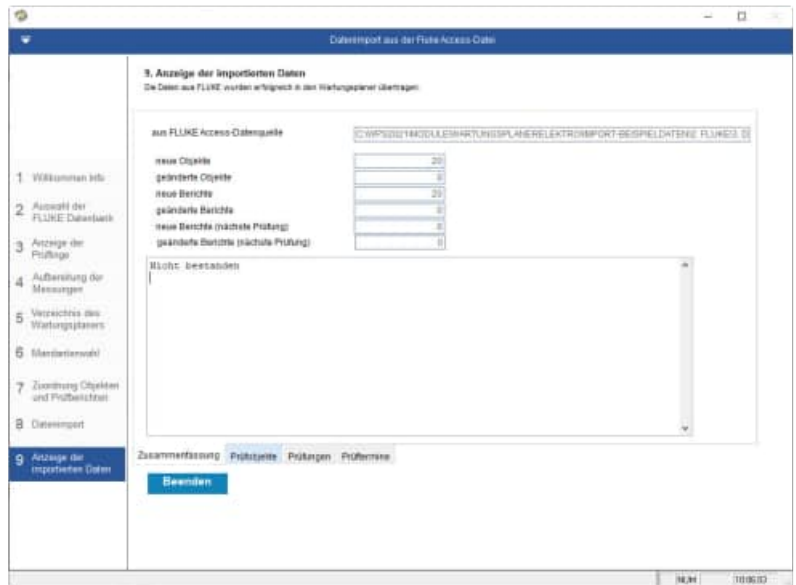 Datenimport aus der Fluke Access-Datei
9. Anzeige der importierten Daten
Die Daten aus FLUKE wurden erfolgreich in den Wartungsplaner übertragen
aus FLUKE Access-Datenquelle
neue Objekte 20
geänderte Objekte 0
neue Berichte 20
geänderte Berichte 0
neue Berichte (nächste Prüfung) 0
geänderte Berichte (nächste Prüfung) 0
Nicht bestanden
1 Willkommen Info
2 Auswahl der
FLUKE Datenbank
3 Anzeige der
Prüflinge
4 Aufbereitung der
Messungen
5 Verzeichnis des
Wartungsplaners
6 Mandantenwahl
7 Zuordnung Objekten
und Prüfberichten
8 Datenimport
9 Anzeige der
importierten Daten
Zusammenfassung Prüfobjekte Prüfungen Prüftermine
Beenden
NUM 10:06:03